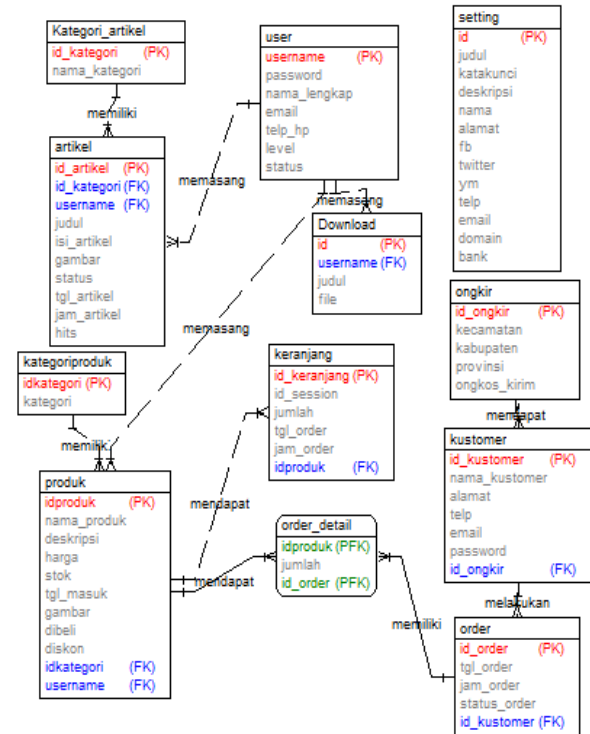 Kategori_artikel
id_kategori (PK)
nama_kategori
memiliki
artikel
id_artikel (PK)
id_kategori (FK)
username (FK)
judul
isi_artikel
gambar
status
tgl_artikel
jam_artikel
hits
user
username (PK)
password
nama_lengkap
email
telp_hp
level
status
memasang
memasang
Download
id (PK)
username (FK)
judul
file
memasang
setting
id (PK)
judul
katakunci
deskripsi
nama
alamat
fb
twitter
ym
telp
email
domain
bank
kategoriproduk
idkategori (PK)
kategori
memiliki
produk
idproduk (PK)
nama_produk
deskripsi
harga
stok
tgl_masuk
gambar
dibeli
diskon
idkategori (FK)
username (FK)
keranjang
id_keranjang (PK)
id_session
jumlah
tgl_order
jam_order
idproduk (FK)
mendapat
mendapat
order_detail
idproduk (PFK)
jumlah
id_order (PFK)
memiliki
ongkir
id_ongkir (PK)
kecamatan
kabupaten
provinsi
ongkos_kirim
mendapat
kustomer
id_kustomer (PK)
nama_kustomer
alamat
telp
email
password
id_ongkir (FK)
melakukan
order
id_order (PK)
tgl_order
jam_order
status_order
id_kustomer (FK)